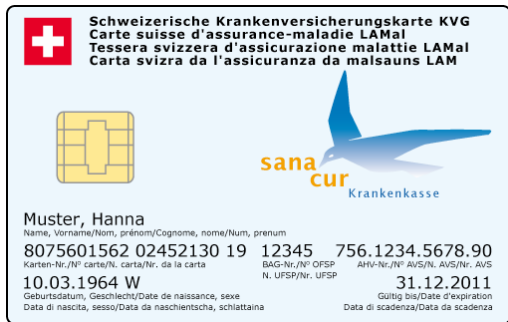 Schweizerische Krankenversicherungskarte KVG
Carte suisse d'assurance-maladie LAMal
Tessera svizzera d'assicurazione malattie LAMal
Carta svizra da l'assicuranza da malsauns LAM
sana
cur
Krankenkasse
Muster, Hanna
Name, Vorname/Nom, prénom/Cognome, nome/Num, prenum
8075601562 02452130 19 12345 756.1234.5678.90
Karten-Nr./Nº carte/N. carta/Nr. da la carta BAG-Nr./Nº OFSP AHV-Nr./Nº AVS/N. AVS/Nr. AVS
N. UFSP/Nr. UFSP
10.03.1964 W 31.12.2011
Geburtsdatum, Geschlecht/Date de naissance, sexe Gültig bis/Date d'expiration
Data di nascita, sesso/Data da naschientscha, schlattaina Data di scadenza/Data da scadenza